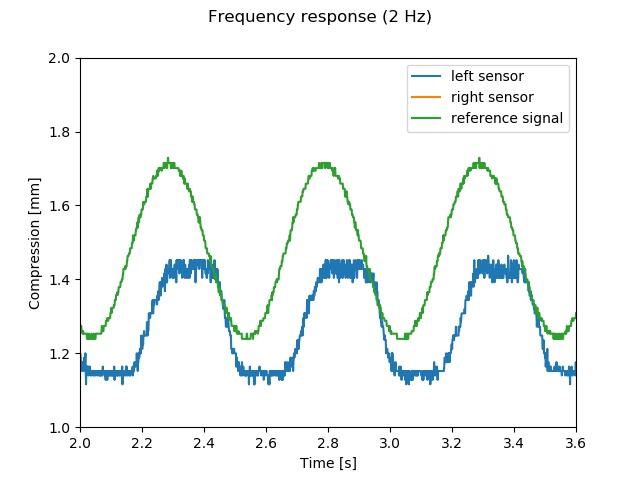 Frequency response (2 Hz)
2.0
1.8
1.6
1.4
1.2
1.0
Compression [mm]
left sensor
right sensor
reference signal
2.0 2.2 2.4 2.6 2.8 3.0 3.2 3.4 3.6
Time [s]